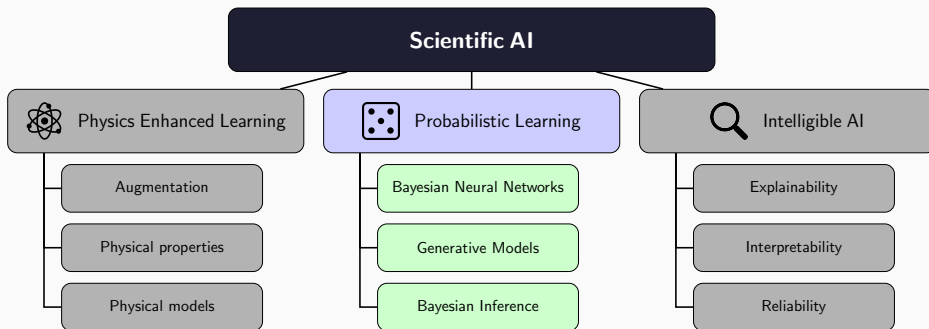 Scientific AI
Physics Enhanced Learning
Augmentation
Physical properties
Physical models
Probabilistic Learning
Bayesian Neural Networks
Generative Models
Bayesian Inference
Intelligible AI
Explainability
Interpretability
Reliability